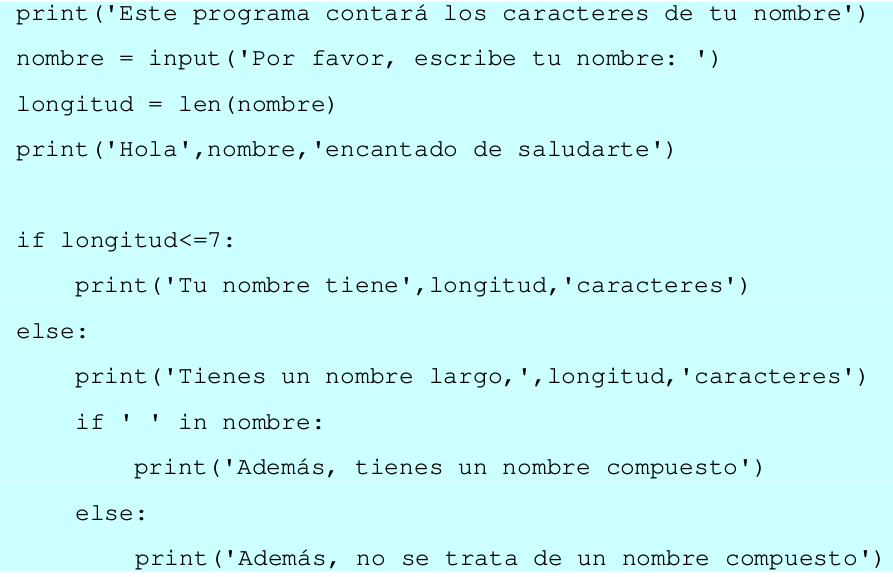 print('Este programa contará los caracteres de tu nombre')
nombre = input('Por favor, escribe tu nombre: ')
longitud = len(nombre)
print('Hola',nombre,'encantado de saludarte')

if longitud<=7:
    print('Tu nombre tiene',longitud,'caracteres')
else:
    print('Tienes un nombre largo,',longitud,'caracteres')
    if ' ' in nombre:
        print('Además, tienes un nombre compuesto')
    else:
        print('Además, no se trata de un nombre compuesto')